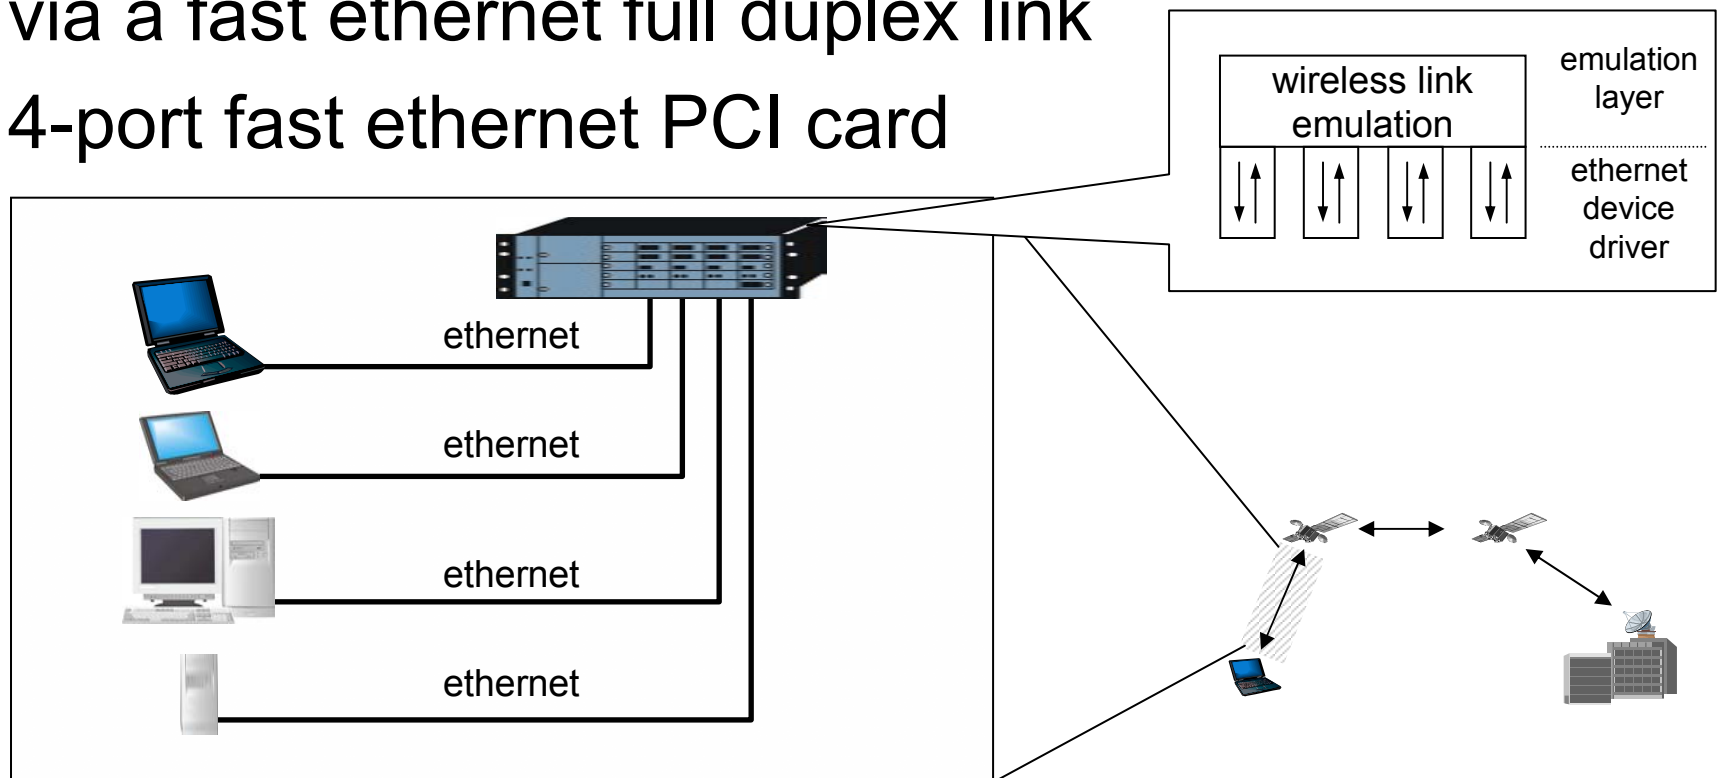 via a fast ethernet full duplex link
4-port fast ethernet PCI card
wireless link
emulation
emulation
layer
ethernet
device
driver
ethernet
ethernet
ethernet
ethernet